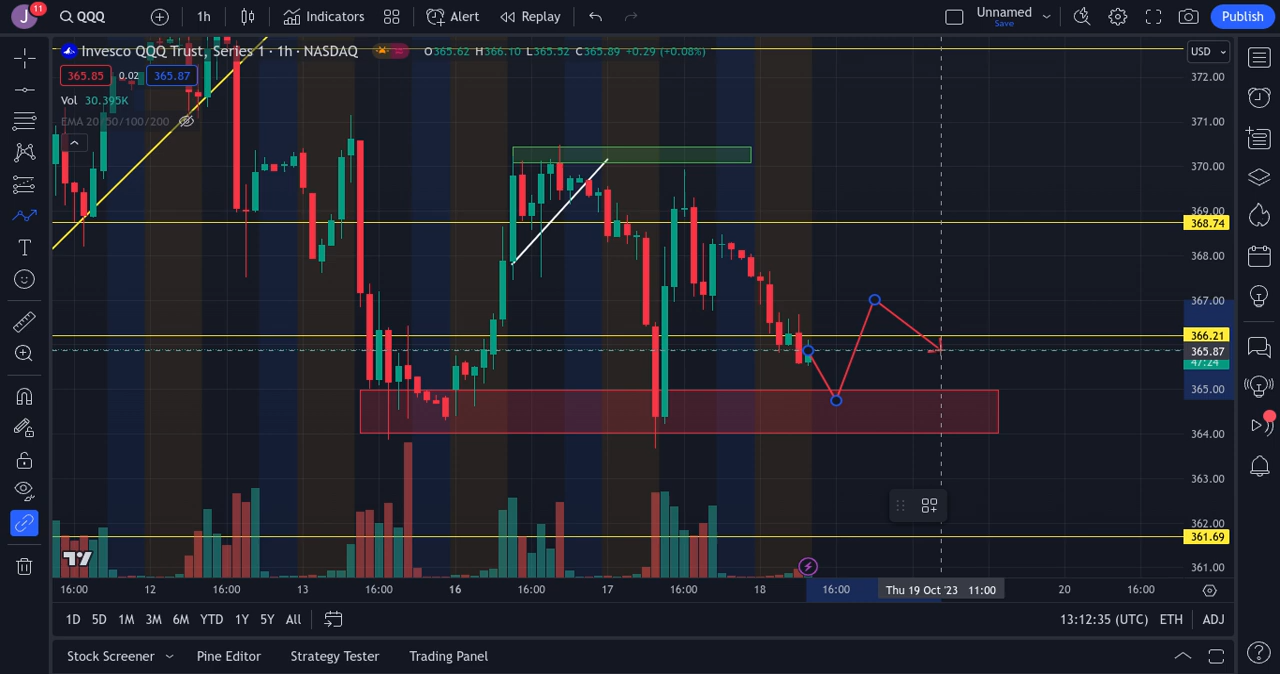 J 11 QQQ 1h Indicators Alert Replay Unnamed Save Publish
Invesco QQQ Trust, Series 1 · 1h · NASDAQ O365.62 H366.10 L365.52 C365.89 +0.29 (+0.08%) USD
365.85 0.02 365.87
Vol 30.395K
EMA 20/50/100/200
372.00
371.00
370.00
369.00
368.74
368.00
367.00
366.21
365.87
47:24
365.00
364.00
363.00
362.00
361.69
361.00
16:00 12 16:00 13 16:00 16 16:00 17 16:00 18 16:00 Thu 19 Oct '23 11:00 20 16:00
1D 5D 1M 3M 6M YTD 1Y 5Y All 13:12:35 (UTC) ETH ADJ
Stock Screener Pine Editor Strategy Tester Trading Panel